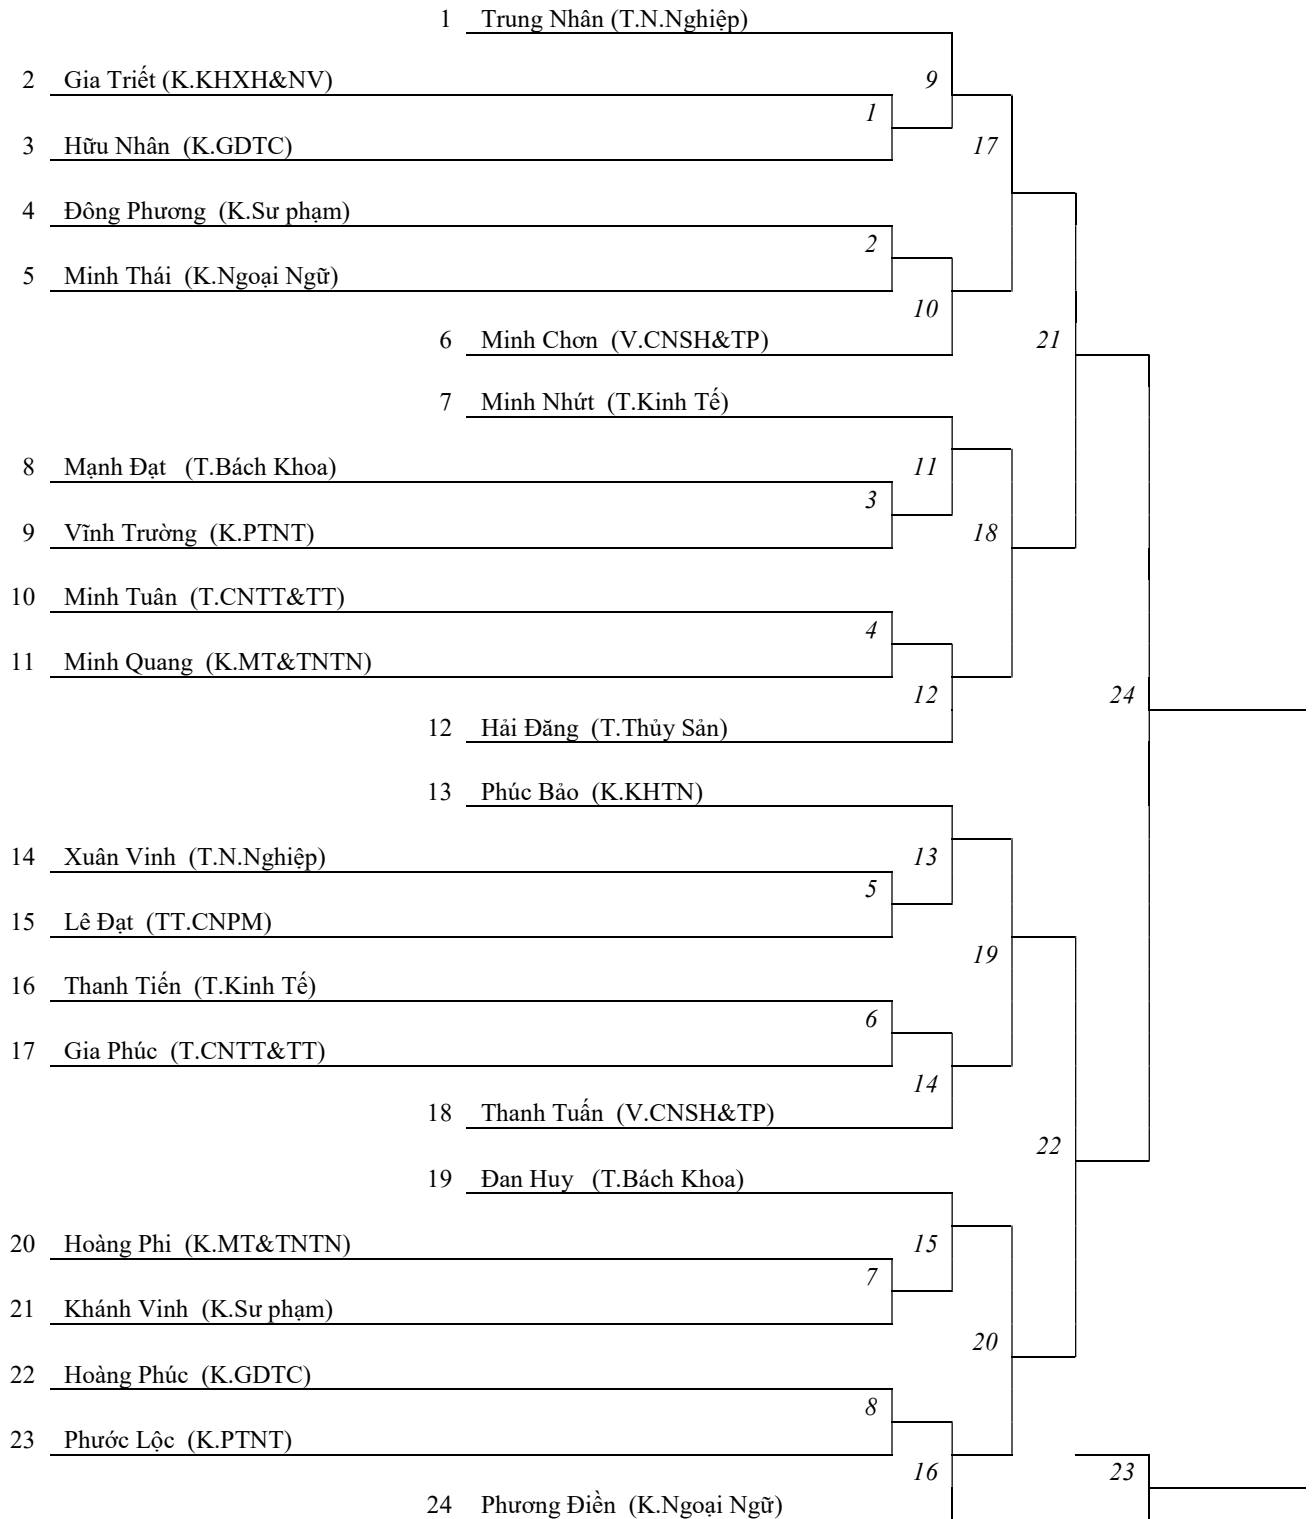 1 Trung Nhân (T.N.Nghiệp)
2 Gia Triết (K.KHXH&NV) 9
1
3 Hữu Nhân (K.GDTC) 17
4 Đông Phương (K.Sư phạm)
2
5 Minh Thái (K.Ngoại Ngữ)
10
6 Minh Chơn (V.CNSH&TP) 21
7 Minh Nhứt (T.Kinh Tế)
8 Mạnh Đạt (T.Bách Khoa) 11
3
9 Vĩnh Trường (K.PTNT) 18
10 Minh Tuân (T.CNTT&TT)
4
11 Minh Quang (K.MT&TNTN)
12 24
12 Hải Đăng (T.Thủy Sản)
13 Phúc Bảo (K.KHTN)
14 Xuân Vinh (T.N.Nghiệp) 13
5
15 Lê Đạt (TT.CNPM)
19
16 Thanh Tiến (T.Kinh Tế)
6
17 Gia Phúc (T.CNTT&TT)
14
18 Thanh Tuấn (V.CNSH&TP)
22
19 Đan Huy (T.Bách Khoa)
20 Hoàng Phi (K.MT&TNTN) 15
7
21 Khánh Vinh (K.Sư phạm)
20
22 Hoàng Phúc (K.GDTC)
8
23 Phước Lộc (K.PTNT)
16 23
24 Phương Điền (K.Ngoại Ngữ)